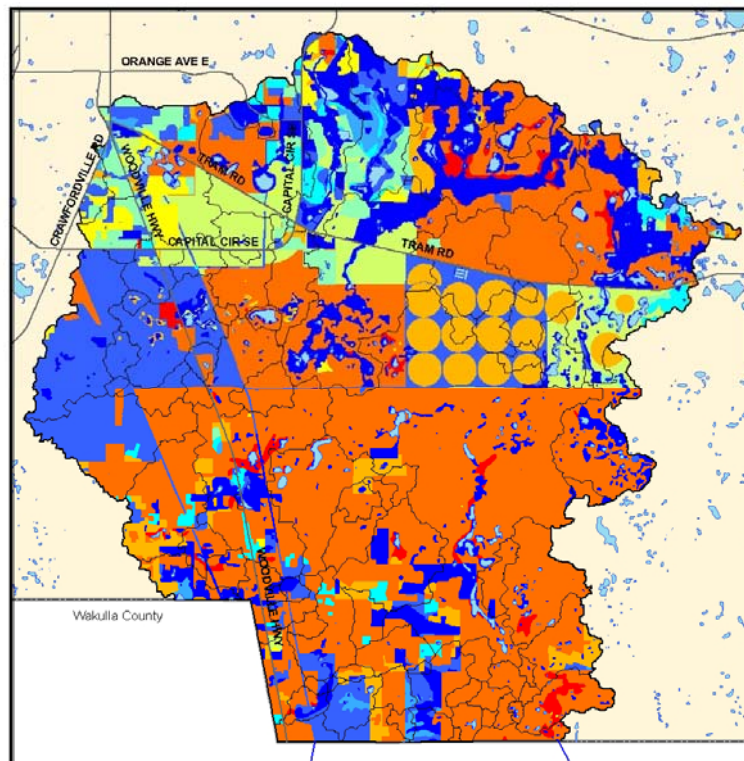 ORANGE AVE E
CRAWFORDVILLE RD
WOODVILLE HWY
TRAM RD
CAPITAL CIR SE
CAPITAL CIR SE
TRAM RD
WOODVILLE HWY
Wakulla County